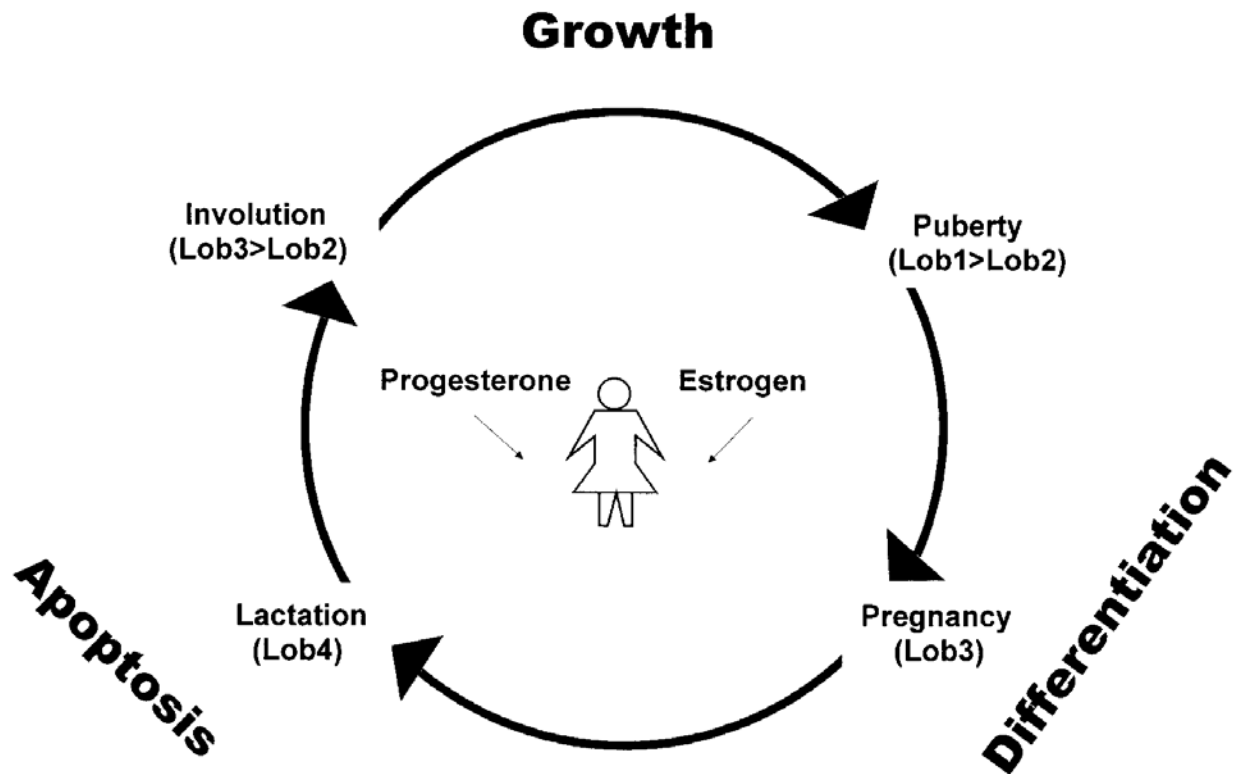 Growth
Involution
(Lob3>Lob2)
Puberty
(Lob1>Lob2)
Progesterone
Estrogen
Differentiation
Apoptosis
Lactation
(Lob4)
Pregnancy
(Lob3)